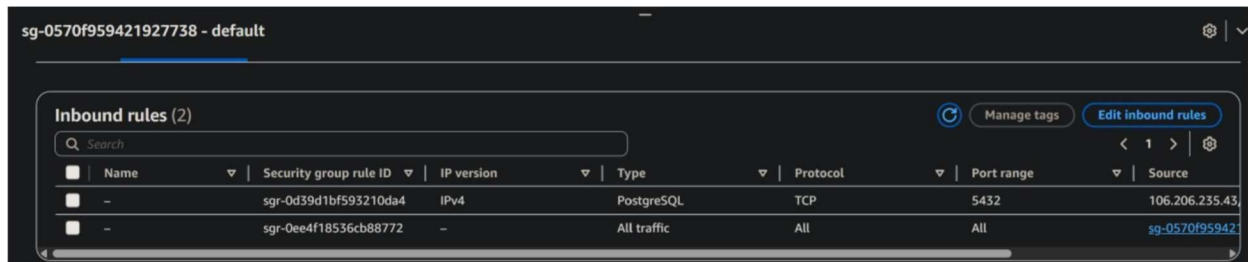 sg-0570f959421927738 - default
Inbound rules (2)
Manage tags
Edit inbound rules
Search
1
Name Security group rule ID IP version Type Protocol Port range Source
– sgr-0d39d1bf593210da4 IPv4 PostgreSQL TCP 5432 106.206.235.43/
– sgr-0ee4f18536cb88772 – All traffic All All sg-0570f959421